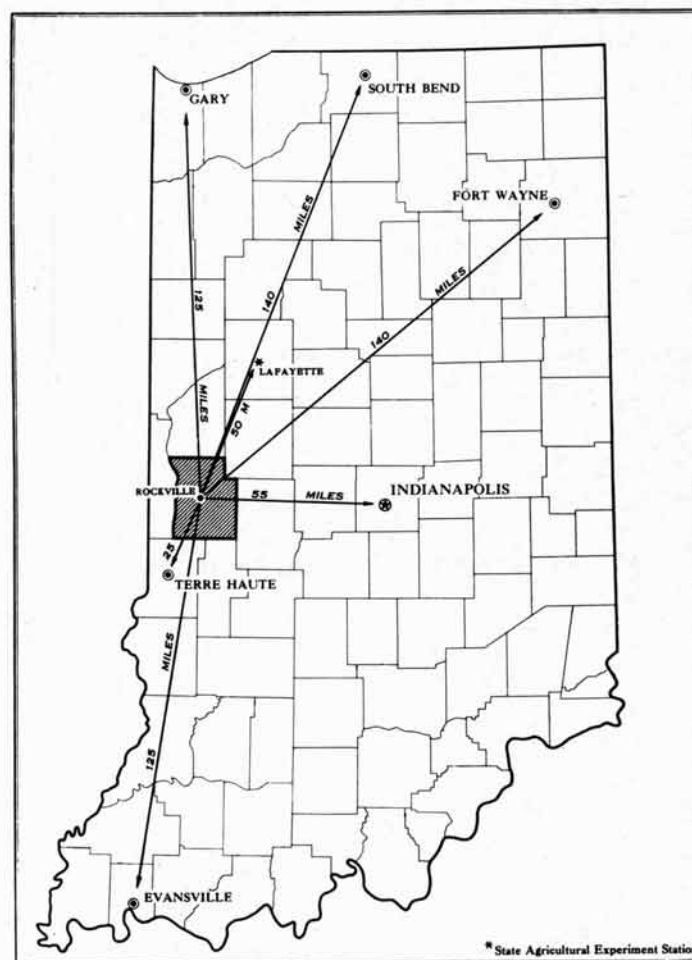 GARY
SOUTH BEND
FORT WAYNE
MILES
MILES
125
140
140
LAFAYETTE
MILES
50 M
ROCKVILLE
55 MILES
INDIANAPOLIS
25
TERRE HAUTE
MILES
125
EVANSVILLE
* State Agricultural Experiment Station